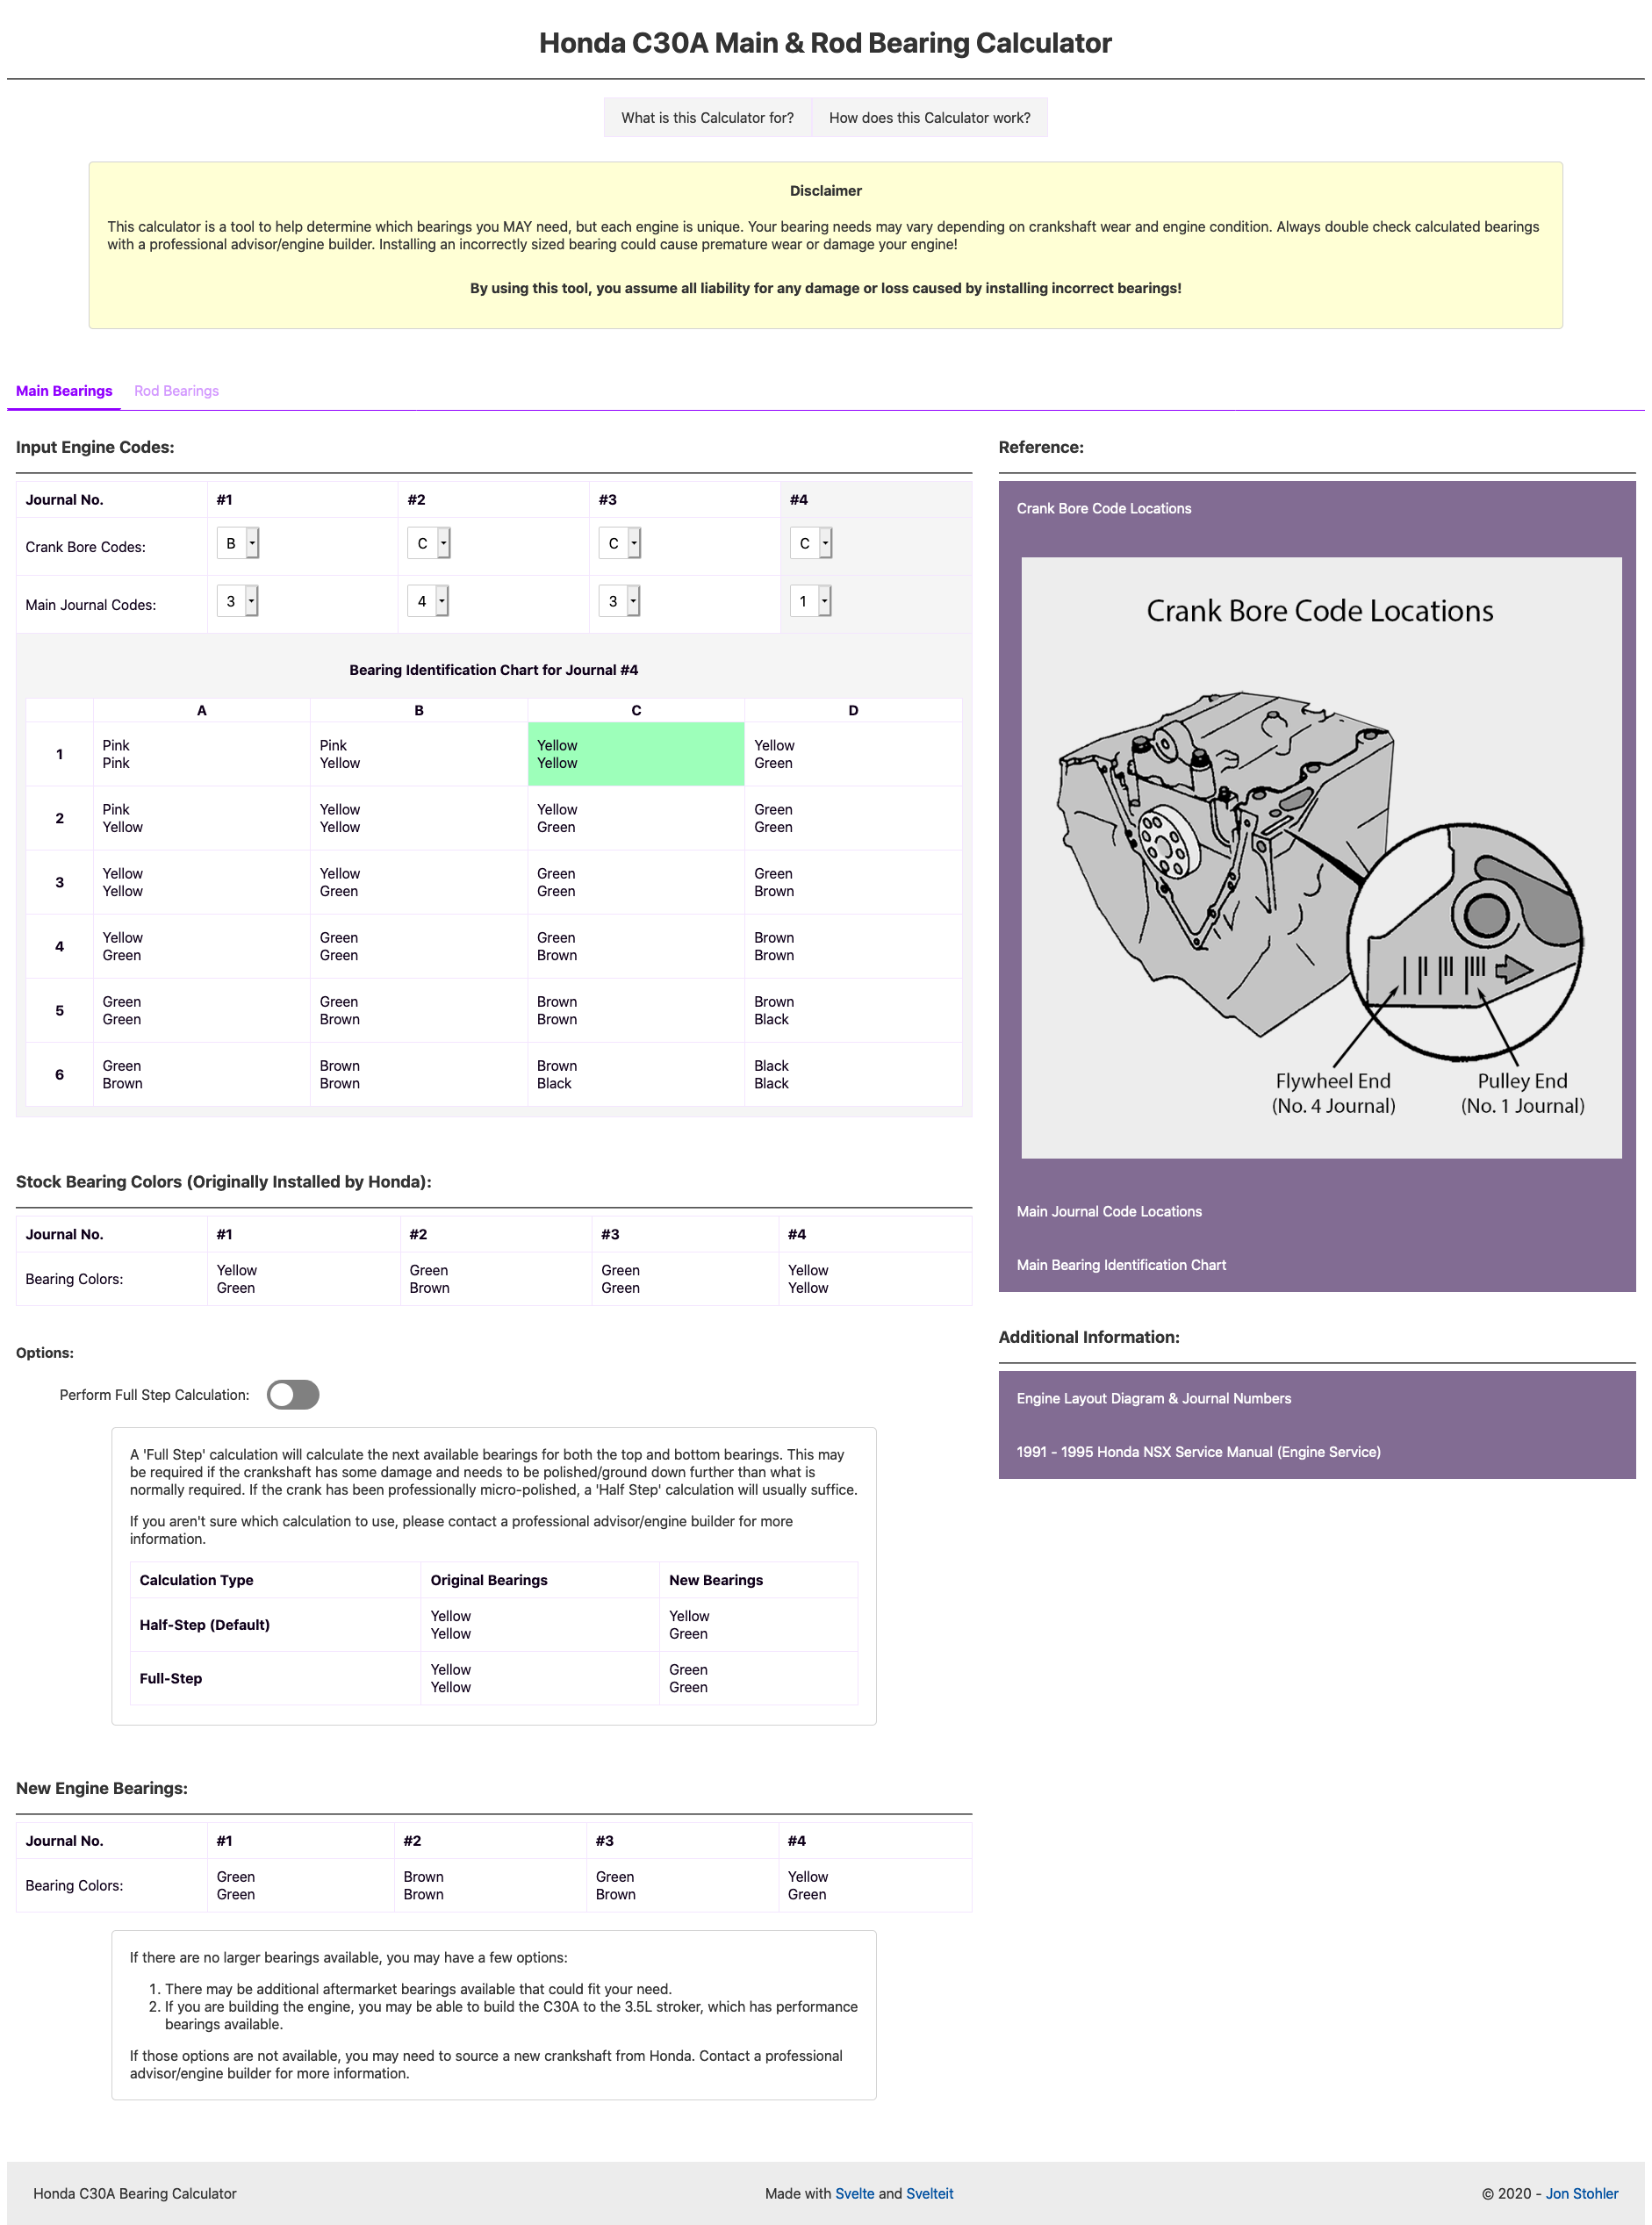 Honda C30A Main & Rod Bearing Calculator
What is this Calculator for?
How does this Calculator work?
Disclaimer
This calculator is a tool to help determine which bearings you MAY need, but each engine is unique. Your bearing needs may vary depending on crankshaft wear and engine condition. Always double check calculated bearings
with a professional advisor/engine builder. Installing an incorrectly sized bearing could cause premature wear or damage your engine!
By using this tool, you assume all liability for any damage or loss caused by installing incorrect bearings!
Main Bearings Rod Bearings
Input Engine Codes:
Journal No. #1 #2 #3 #4
Crank Bore Codes: B C C C
Main Journal Codes: 3 4 3 1
Bearing Identification Chart for Journal #4
A B C D
1
Pink Pink Yellow Yellow
Pink Yellow Yellow Green
2
Pink Yellow Yellow Green
Yellow Yellow Green Green
3
Yellow Yellow Green Green
Yellow Green Green Brown
4
Yellow Green Green Brown
Green Green Brown Brown
5
Green Green Brown Brown
Green Brown Brown Black
6
Green Brown Brown Black
Brown Brown Black Black
Stock Bearing Colors (Originally Installed by Honda):
Journal No. #1 #2 #3 #4
Bearing Colors:
Yellow Green Green Yellow
Green Brown Green Yellow
Options:
Perform Full Step Calculation:
A 'Full Step' calculation will calculate the next available bearings for both the top and bottom bearings. This may
be required if the crankshaft has some damage and needs to be polished/ground down further than what is
normally required. If the crank has been professionally micro-polished, a 'Half Step' calculation will usually suffice.
If you aren't sure which calculation to use, please contact a professional advisor/engine builder for more
information.
Calculation Type Original Bearings New Bearings
Half-Step (Default)
Yellow Yellow
Yellow Green
Full-Step
Yellow Green
Yellow Green
New Engine Bearings:
Journal No. #1 #2 #3 #4
Bearing Colors:
Green Brown Green Yellow
Green Brown Brown Green
If there are no larger bearings available, you may have a few options:
1. There may be additional aftermarket bearings available that could fit your need.
2. If you are building the engine, you may be able to build the C30A to the 3.5L stroker, which has performance
bearings available.
If those options are not available, you may need to source a new crankshaft from Honda. Contact a professional
advisor/engine builder for more information.
Reference:
Crank Bore Code Locations
Crank Bore Code Locations
Flywheel End
(No. 4 Journal)
Pulley End
(No. 1 Journal)
Main Journal Code Locations
Main Bearing Identification Chart
Additional Information:
Engine Layout Diagram & Journal Numbers
1991 - 1995 Honda NSX Service Manual (Engine Service)
Honda C30A Bearing Calculator
Made with Svelte and Svelteit
© 2020 - Jon Stohler